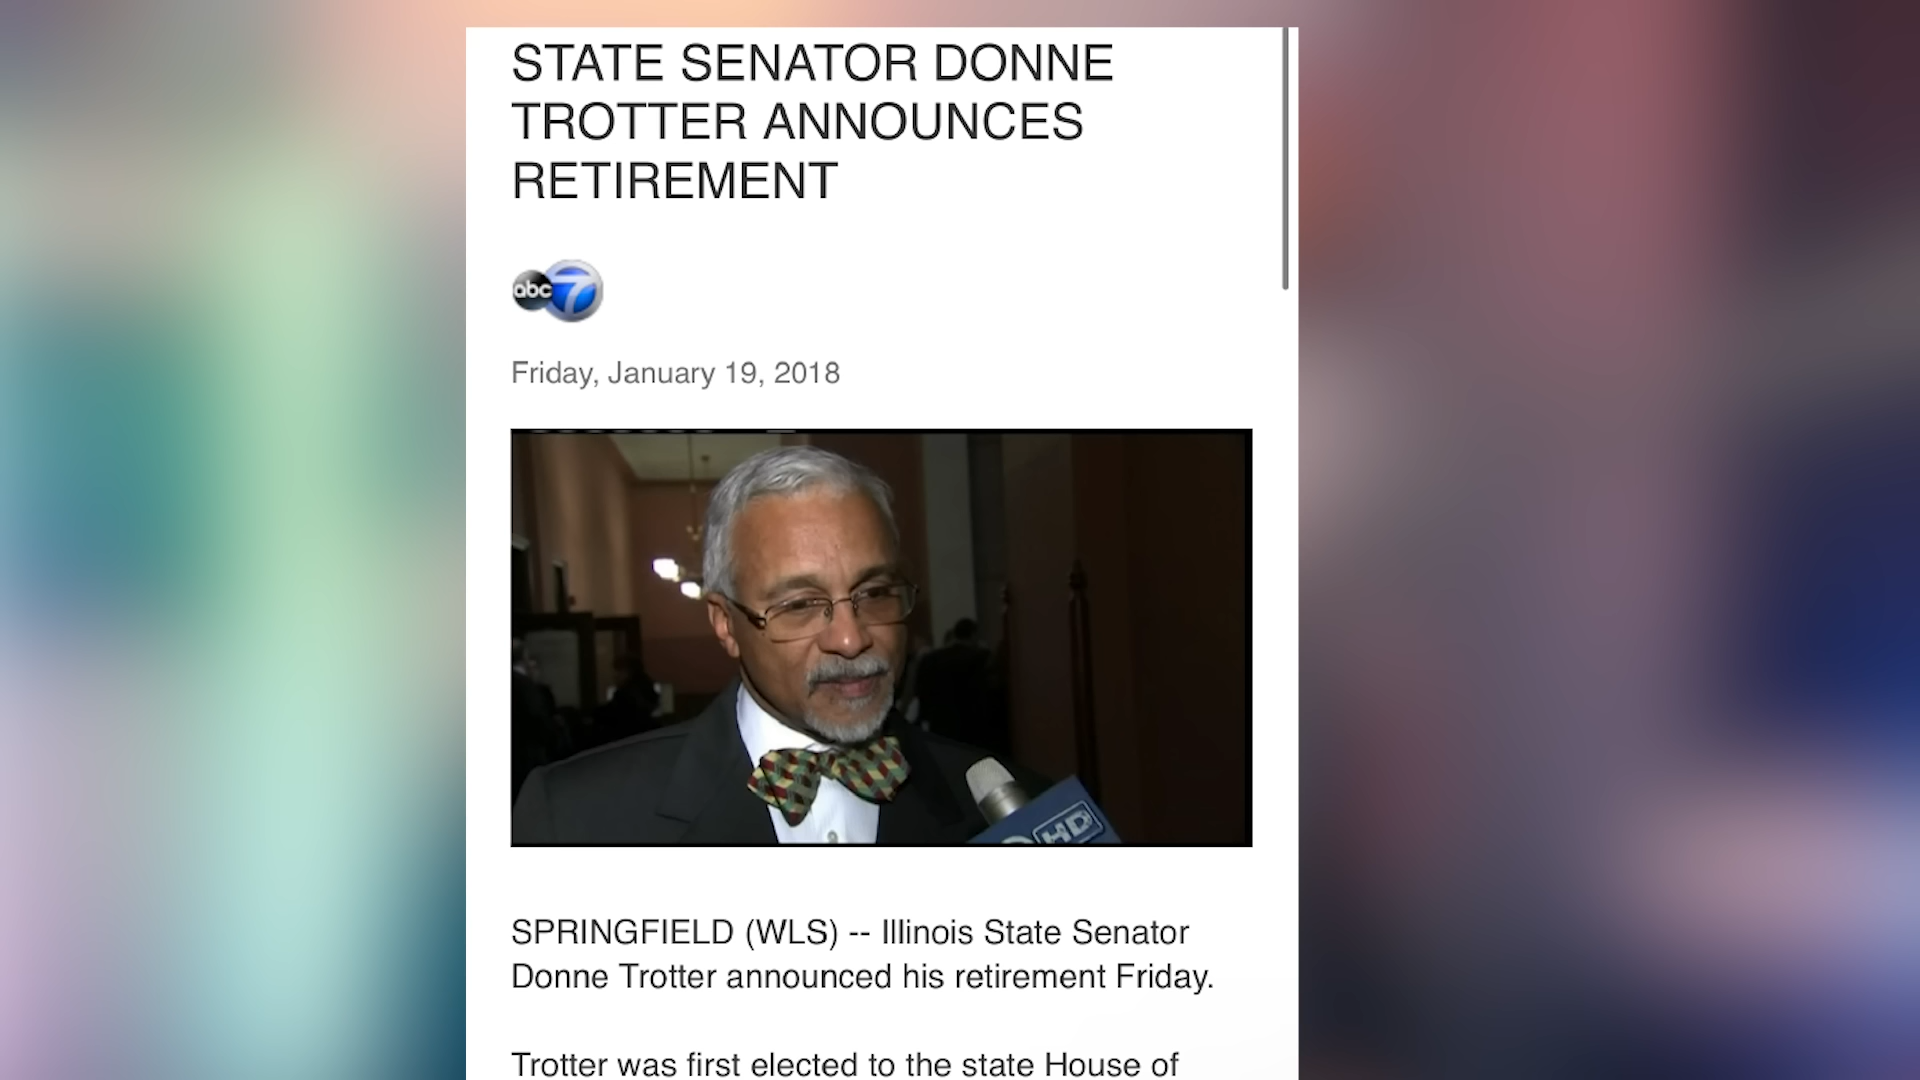 STATE SENATOR DONNE
TROTTER ANNOUNCES
RETIREMENT
abc 7
Friday, January 19, 2018
HD
SPRINGFIELD (WLS) -- Illinois State Senator
Donne Trotter announced his retirement Friday.
Trotter was first elected to the state House of